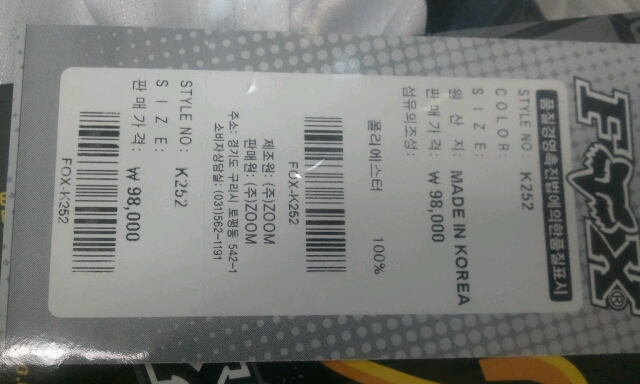 FOX®
품질경영촉진법에의한품질표시
STYLE NO: K252
COLOR:
SIZE:
원 산 지: MADE IN KOREA
판매가격: ₩ 98,000
섬유의조성:
폴리에스터 100%
FOX-K252
제조원: (주)ZOOM
판매원: (주)ZOOM
주소: 경기도 구리시 토평동 542-1
소비자상담실: (031)562-1191
STYLE NO: K252
SIZE:
판매가격: ₩ 98,000
FOX-K252